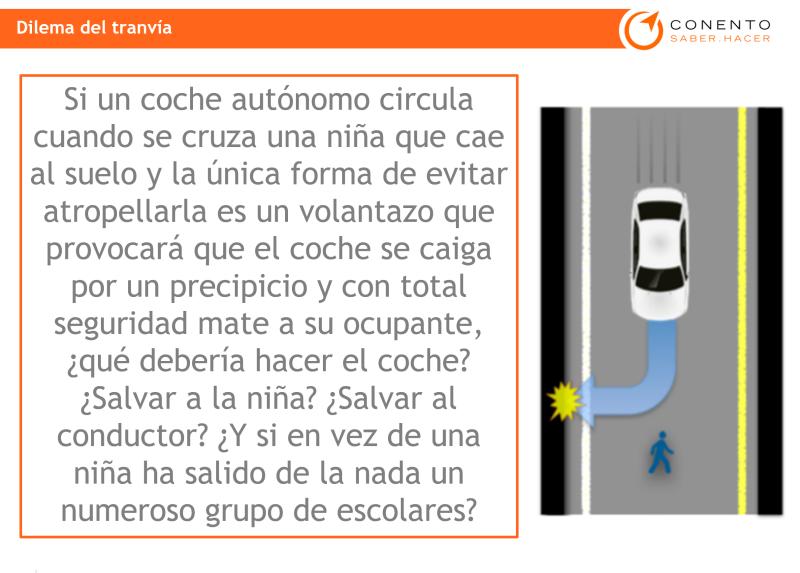 Dilema del tranvía
CONENTO
SABER.HACER
Si un coche autónomo circula
cuando se cruza una niña que cae
al suelo y la única forma de evitar
atropellarla es un volantazo que
provocará que el coche se caiga
por un precipicio y con total
seguridad mate a su ocupante,
¿qué debería hacer el coche?
¿Salvar a la niña? ¿Salvar al
conductor? ¿Y si en vez de una
niña ha salido de la nada un
numeroso grupo de escolares?